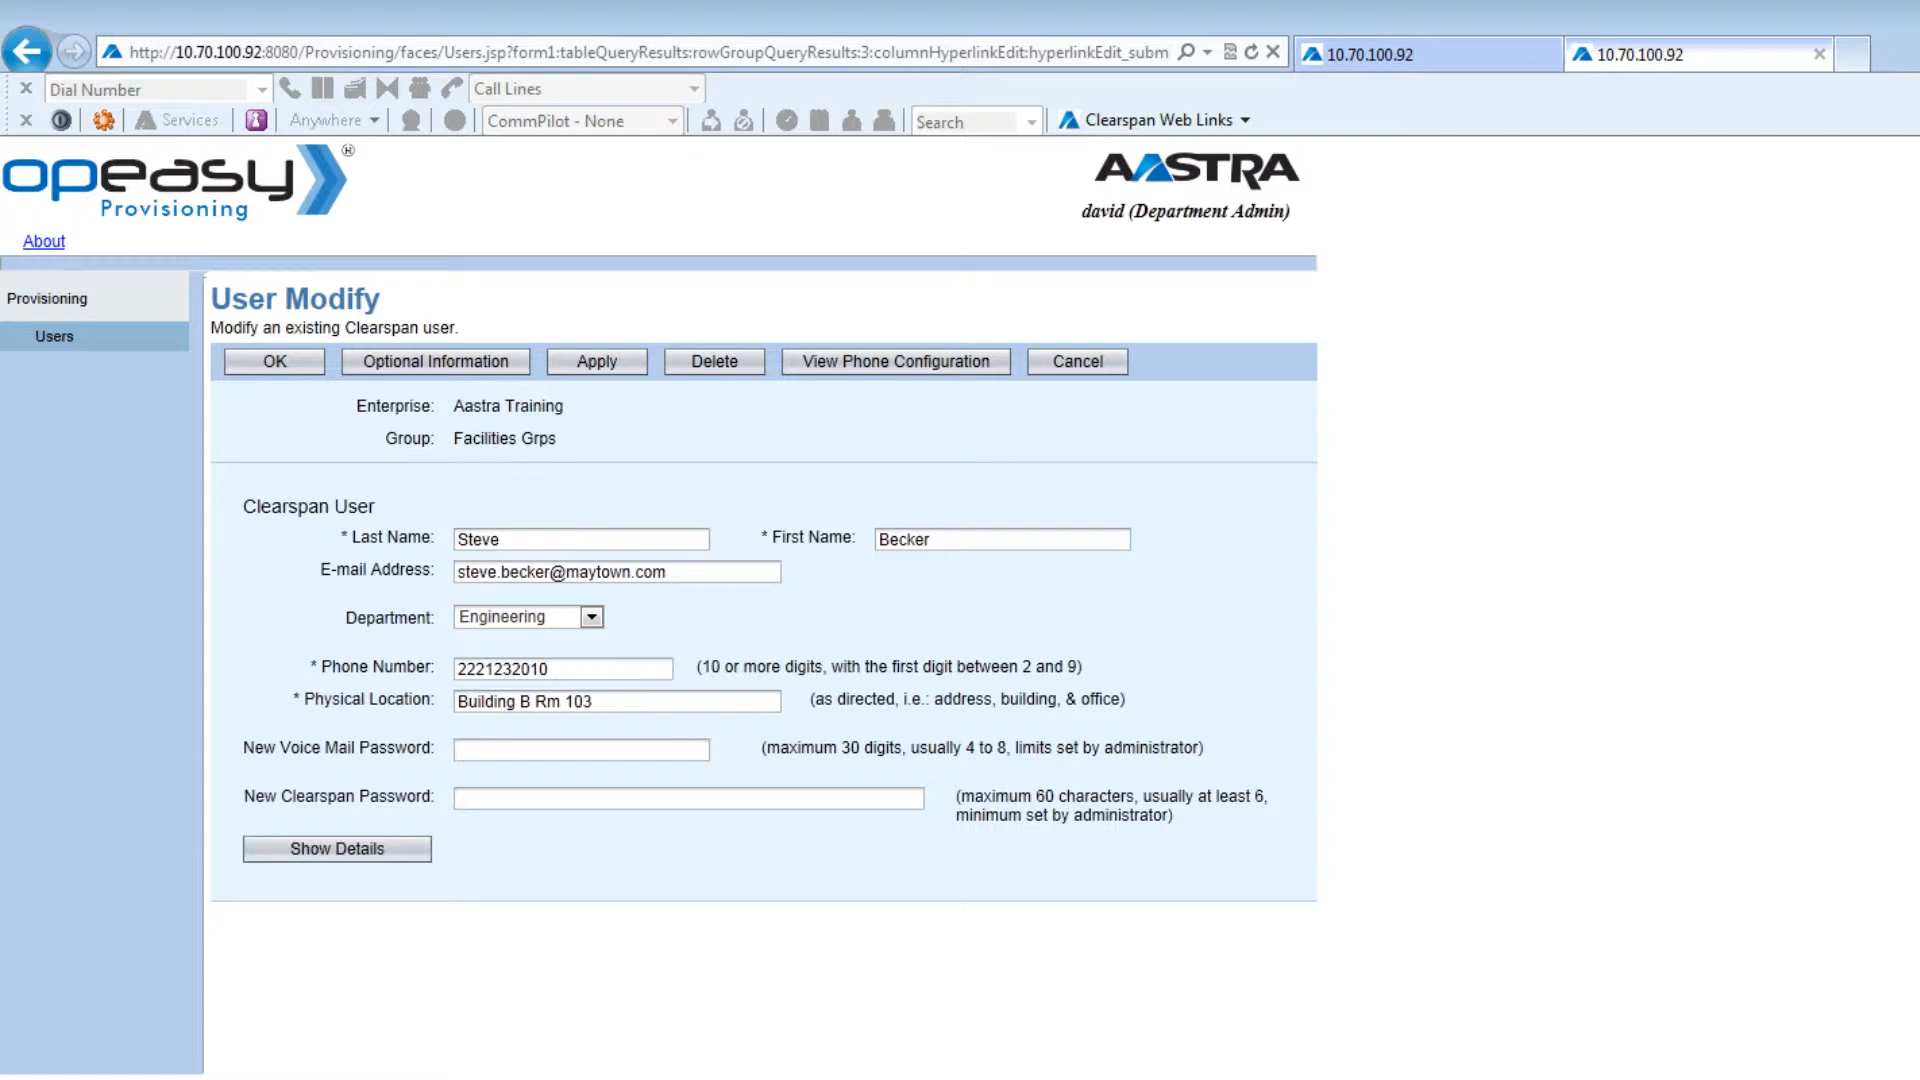 http://10.70.100.92:8080/Provisioning/faces/Users.jsp?form1:tableQueryResults:rowGroupQueryResults:3:columnHyperlinkEdit:hyperlinkEdit_subm 10.70.100.92 10.70.100.92
Dial Number Call Lines
Services Anywhere CommPilot - None Search Clearspan Web Links
opeasy® AASTRA
Provisioning david (Department Admin)
About
Provisioning
Users
User Modify
Modify an existing Clearspan user.
OK Optional Information Apply Delete View Phone Configuration Cancel
Enterprise: Aastra Training
Group: Facilities Grps
Clearspan User
* Last Name: Steve * First Name: Becker
E-mail Address: steve.becker@maytown.com
Department: Engineering
* Phone Number: 2221232010 (10 or more digits, with the first digit between 2 and 9)
* Physical Location: Building B Rm 103 (as directed, i.e.: address, building, & office)
New Voice Mail Password: (maximum 30 digits, usually 4 to 8, limits set by administrator)
New Clearspan Password: (maximum 60 characters, usually at least 6,
minimum set by administrator)
Show Details